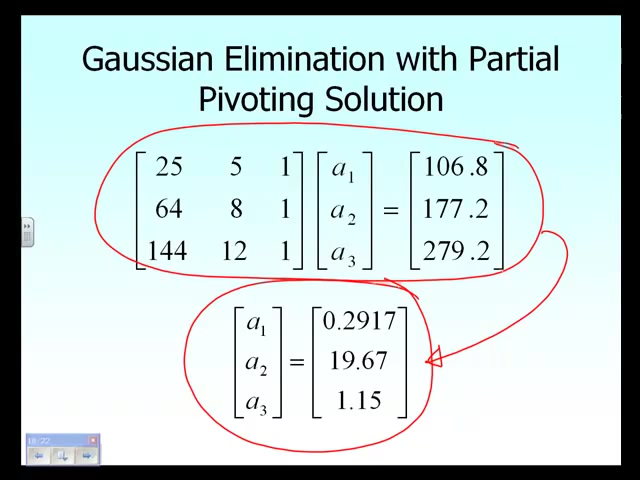 Gaussian Elimination with Partial
Pivoting Solution
25 5 1 a1 106.8
64 8 1 a2 = 177.2
144 12 1 a3 279.2
a1 0.2917
a2 = 19.67
a3 1.15